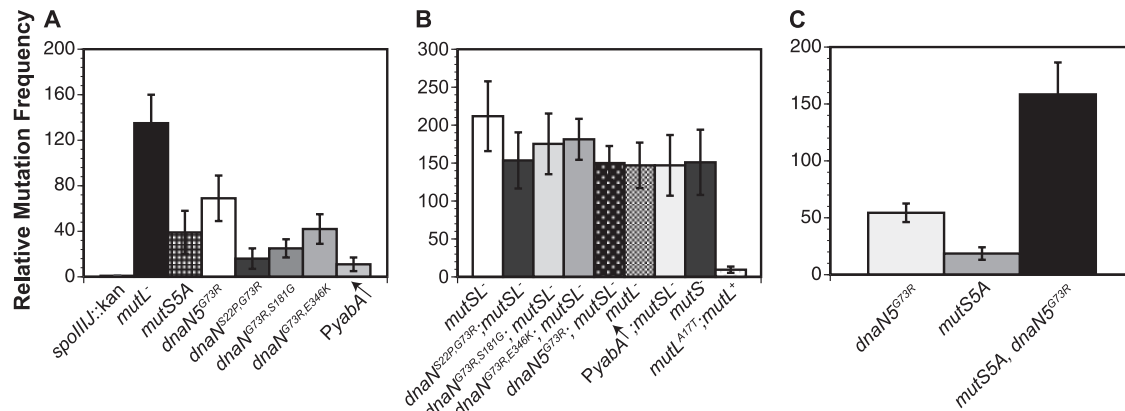 A
B
C
Relative Mutation Frequency
200
160
120
80
40
0
spoIIIJ::kan
mutL⁻
mutS5A
dnaN5ᴳ⁷³ᴿ
dnaNˢ²²ᴾ,ᴳ⁷³ᴿ
dnaNᴳ⁷³ᴿ,ˢ¹⁸¹ᴳ
dnaNᴳ⁷³ᴿ,ᴱ³⁴⁶ᴷ
PyabA↑
300
250
200
150
100
50
0
mutSL⁻
dnaNˢ²²ᴾ,ᴳ⁷³ᴿ;mutSL⁻
dnaNᴳ⁷³ᴿ,ˢ¹⁸¹ᴳ; mutSL⁻
dnaNᴳ⁷³ᴿ,ᴱ³⁴⁶ᴷ; mutSL⁻
dnaN5ᴳ⁷³ᴿ; mutSL⁻
mutL⁻
PyabA↑;mutSL⁻
mutS⁻
mutLᴬ¹⁷ᵀ;mutL⁺
200
150
100
50
0
dnaN5ᴳ⁷³ᴿ
mutS5A
mutS5A, dnaN5ᴳ⁷³ᴿ